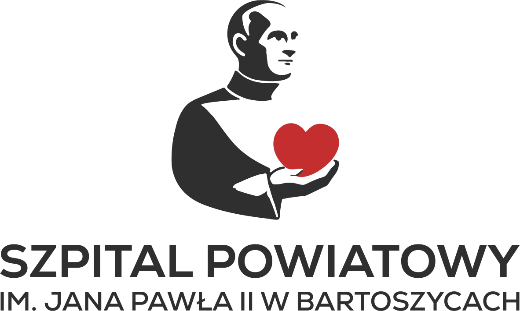 SZPITAL POWIATOWY
IM. JANA PAWŁA II W BARTOSZYCACH